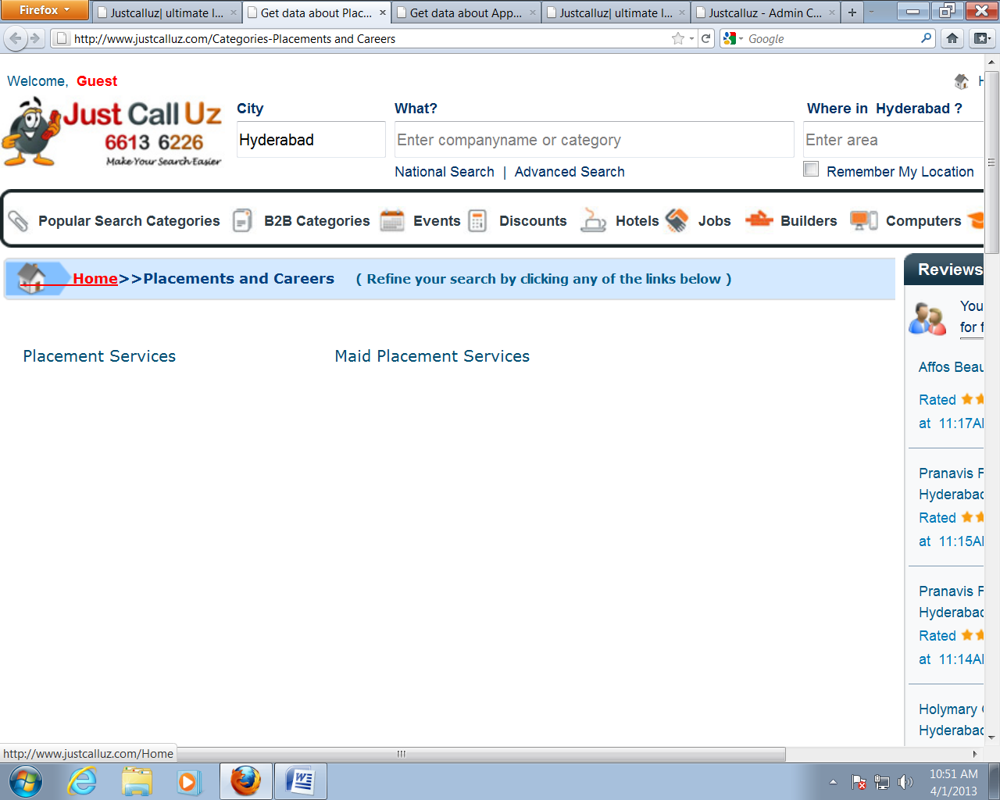 Firefox
Justcalluz| ultimate l...
Get data about Plac...
Get data about App...
Justcalluz| ultimate l...
Justcalluz - Admin C...
http://www.justcalluz.com/Categories-Placements and Careers
Google
Welcome, Guest
H
Just Call Uz
6613 6226
Make Your Search Easier
City
What?
Where in Hyderabad ?
Hyderabad
Enter companyname or category
Enter area
National Search | Advanced Search
Remember My Location
Popular Search Categories
B2B Categories
Events
Discounts
Hotels
Jobs
Builders
Computers
Home>>Placements and Careers ( Refine your search by clicking any of the links below )
Placement Services
Maid Placement Services
Reviews
You
for f
Affos Beau
Rated
at 11:17A
Pranavis F
Hyderabad
Rated
at 11:15A
Pranavis F
Hyderabad
Rated
at 11:14A
Holymary
Hyderabad
http://www.justcalluz.com/Home
10:51 AM
4/1/2013